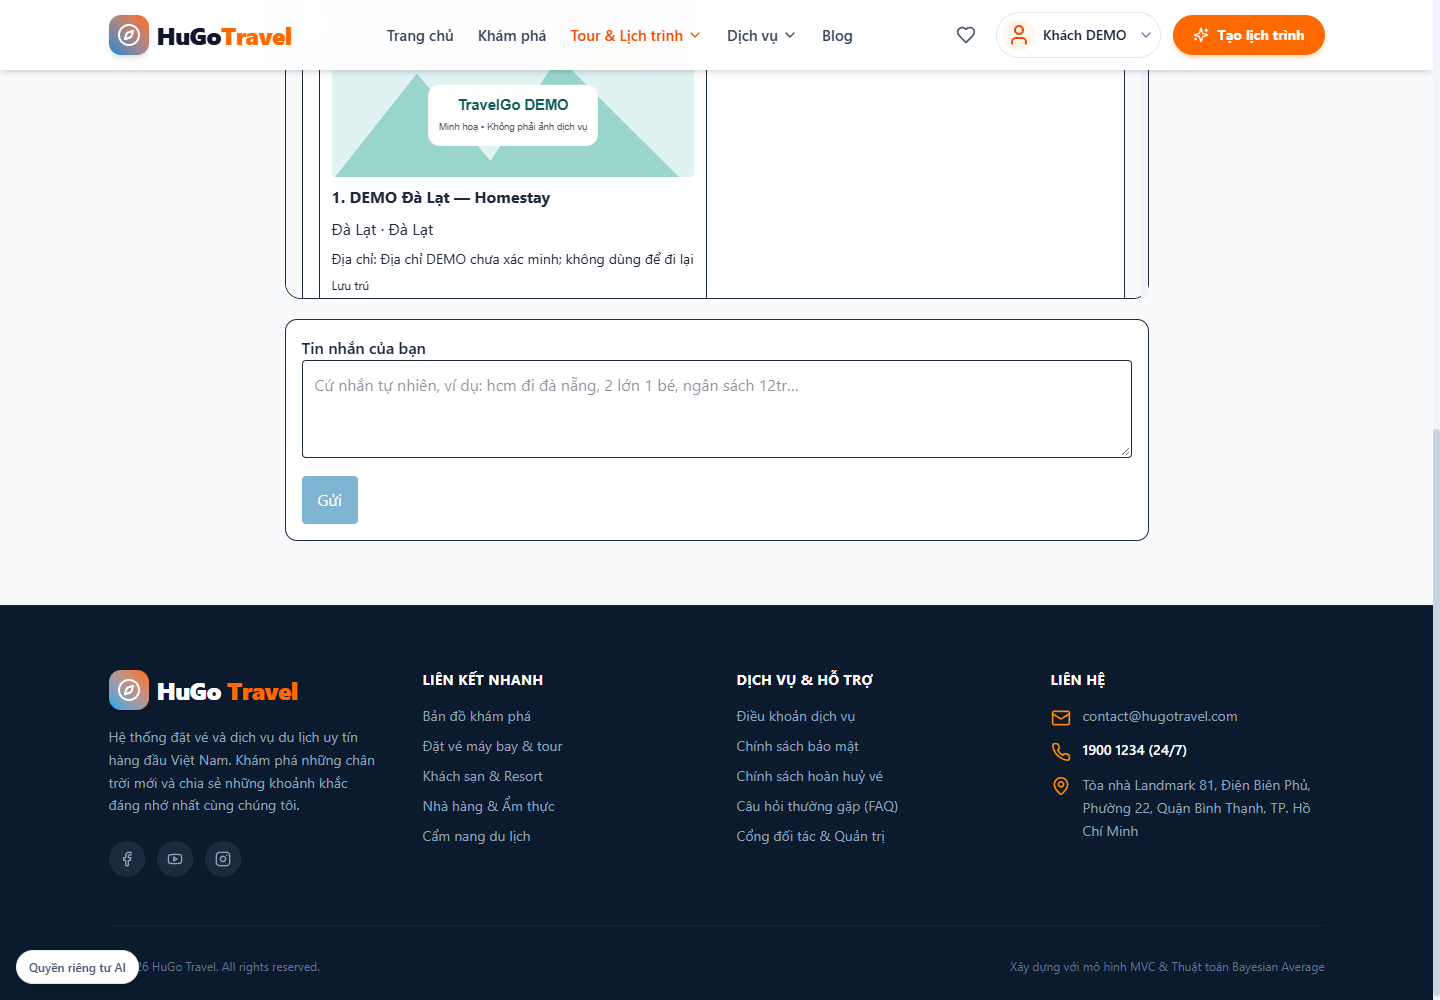 HuGoTravel
Trang chủ
Khám phá
Tour & Lịch trình
Dịch vụ
Blog
Khách DEMO
Tạo lịch trình
TravelGo DEMO
Minh hoạ • Không phải ảnh dịch vụ
1. DEMO Đà Lạt — Homestay
Đà Lạt · Đà Lạt
Địa chỉ: Địa chỉ DEMO chưa xác minh; không dùng để đi lại
Lưu trú
Tin nhắn của bạn
Cứ nhắn tự nhiên, ví dụ: hcm đi đà nẵng, 2 lớn 1 bé, ngân sách 12tr...
Gửi
HuGo Travel
Hệ thống đặt vé và dịch vụ du lịch uy tín
hàng đầu Việt Nam. Khám phá những chân
trời mới và chia sẻ những khoảnh khắc
đáng nhớ nhất cùng chúng tôi.
LIÊN KẾT NHANH
Bản đồ khám phá
Đặt vé máy bay & tour
Khách sạn & Resort
Nhà hàng & Ẩm thực
Cẩm nang du lịch
DỊCH VỤ & HỖ TRỢ
Điều khoản dịch vụ
Chính sách bảo mật
Chính sách hoàn huỷ vé
Câu hỏi thường gặp (FAQ)
Cổng đối tác & Quản trị
LIÊN HỆ
contact@hugotravel.com
1900 1234 (24/7)
Tòa nhà Landmark 81, Điện Biên Phủ,
Phường 22, Quận Bình Thạnh, TP. Hồ
Chí Minh
Quyền riêng tư AI
26 HuGo Travel. All rights reserved.
Xây dựng với mô hình MVC & Thuật toán Bayesian Average